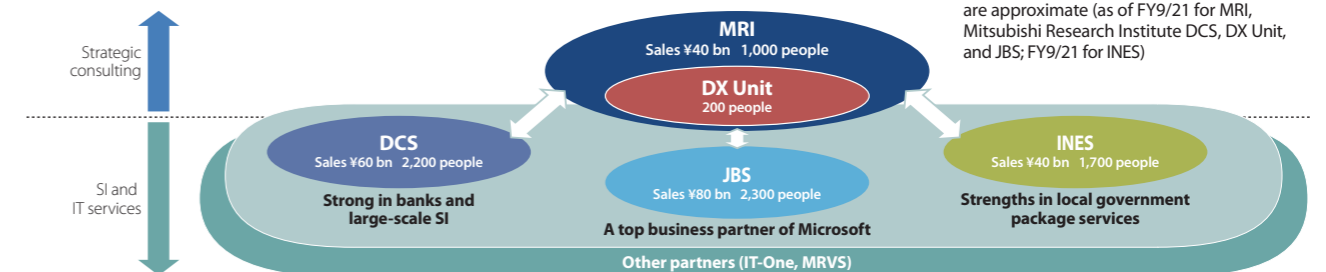 are approximate (as of FY9/21 for MRI,
Mitsubishi Research Institute DCS, DX Unit,
and JBS; FY9/21 for INES)
Strategic
consulting
MRI
Sales ¥40 bn 1,000 people
DX Unit
200 people
DCS
Sales ¥60 bn 2,200 people
Strong in banks and
large-scale SI
JBS
Sales ¥80 bn 2,300 people
A top business partner of Microsoft
INES
Sales ¥40 bn 1,700 people
Strengths in local government
package services
SI and
IT services
Other partners (IT-One, MRVS)